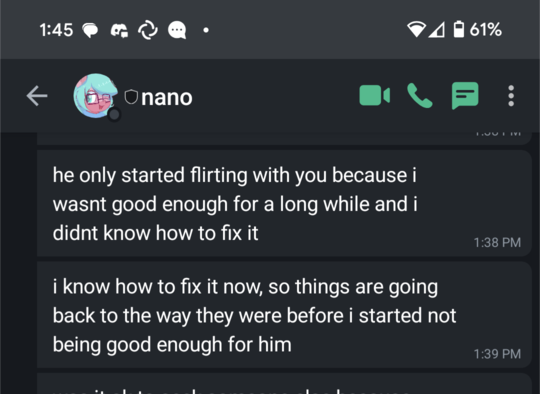 1:45
61%
nano
he only started flirting with you because i
wasnt good enough for a long while and i
didnt know how to fix it
1:38 PM
i know how to fix it now, so things are going
back to the way they were before i started not
being good enough for him
1:39 PM